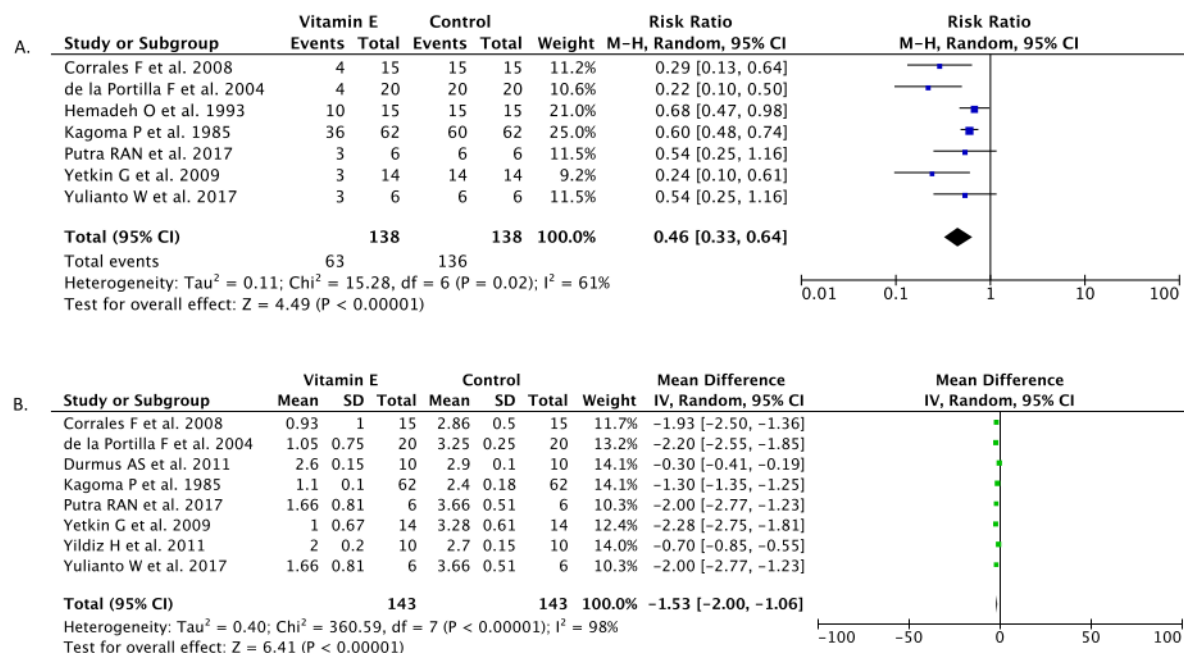 Vitamin E Control Risk Ratio Risk Ratio
A. Study or Subgroup Events Total Events Total Weight M-H, Random, 95% CI M-H, Random, 95% CI
Corrales F et al. 2008 4 15 15 15 11.2% 0.29 [0.13, 0.64]
de la Portilla F et al. 2004 4 20 20 20 10.6% 0.22 [0.10, 0.50]
Hemadeh O et al. 1993 10 15 15 15 21.0% 0.68 [0.47, 0.98]
Kagoma P et al. 1985 36 62 60 62 25.0% 0.60 [0.48, 0.74]
Putra RAN et al. 2017 3 6 6 6 11.5% 0.54 [0.25, 1.16]
Yetkin G et al. 2009 3 14 14 14 9.2% 0.24 [0.10, 0.61]
Yulianto W et al. 2017 3 6 6 6 11.5% 0.54 [0.25, 1.16]
Total (95% CI) 138 138 100.0% 0.46 [0.33, 0.64]
Total events 63 136
Heterogeneity: Tau² = 0.11; Chi² = 15.28, df = 6 (P = 0.02); I² = 61%
Test for overall effect: Z = 4.49 (P < 0.00001)
0.01 0.1 1 10 100
Vitamin E Control Mean Difference Mean Difference
B. Study or Subgroup Mean SD Total Mean SD Total Weight IV, Random, 95% CI IV, Random, 95% CI
Corrales F et al. 2008 0.93 1 15 2.86 0.5 15 11.7% -1.93 [-2.50, -1.36]
de la Portilla F et al. 2004 1.05 0.75 20 3.25 0.25 20 13.2% -2.20 [-2.55, -1.85]
Durmus AS et al. 2011 2.6 0.15 10 2.9 0.1 10 14.1% -0.30 [-0.41, -0.19]
Kagoma P et al. 1985 1.1 0.1 62 2.4 0.18 62 14.1% -1.30 [-1.35, -1.25]
Putra RAN et al. 2017 1.66 0.81 6 3.66 0.51 6 10.3% -2.00 [-2.77, -1.23]
Yetkin G et al. 2009 1 0.67 14 3.28 0.61 14 12.4% -2.28 [-2.75, -1.81]
Yildiz H et al. 2011 2 0.2 10 2.7 0.15 10 14.0% -0.70 [-0.85, -0.55]
Yulianto W et al. 2017 1.66 0.81 6 3.66 0.51 6 10.3% -2.00 [-2.77, -1.23]
Total (95% CI) 143 143 100.0% -1.53 [-2.00, -1.06]
Heterogeneity: Tau² = 0.40; Chi² = 360.59, df = 7 (P < 0.00001); I² = 98%
Test for overall effect: Z = 6.41 (P < 0.00001)
-100 -50 0 50 100